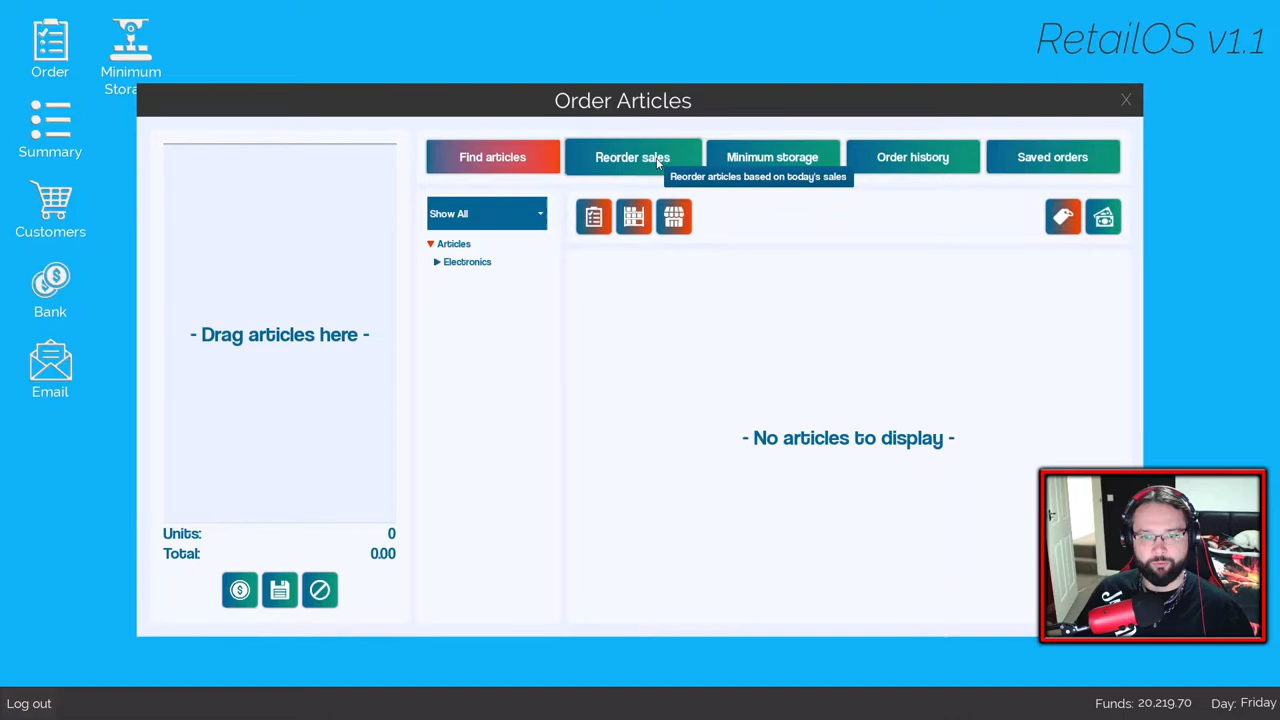 RetailOS v1.1
Order
Minimum
Stora
Summary
Customers
Bank
Email
Order Articles
X
Find articles
Reorder sales
Minimum storage
Order history
Saved orders
Reorder articles based on today's sales
Show All
Articles
Electronics
- Drag articles here -
- No articles to display -
Units: 0
Total: 0.00
Log out
Funds: 20,219.70 Day: Friday